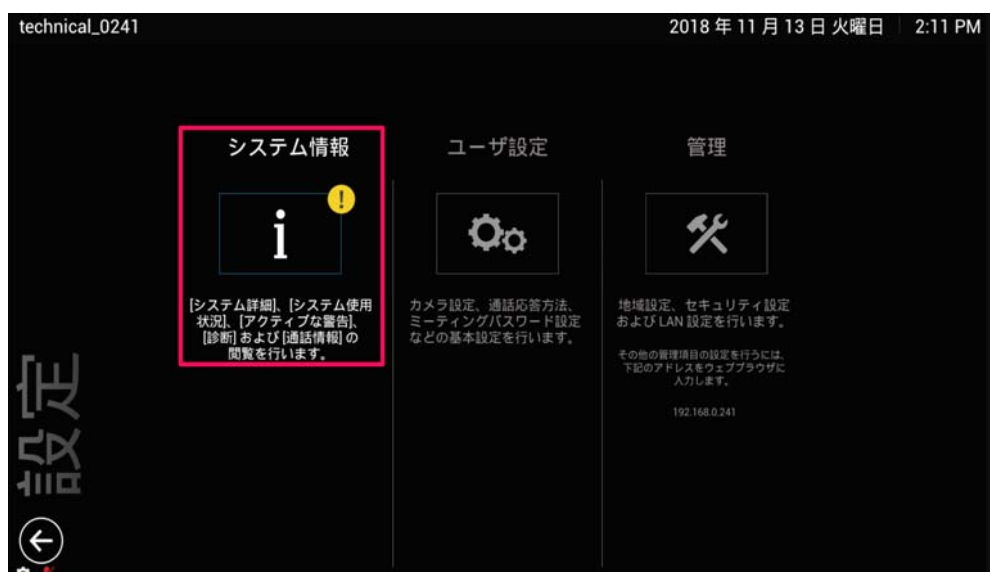 technical_0241
2018 年 11 月 13 日 火曜日
2:11 PM
システム情報
[システム詳細]、[システム使用
状況]、[アクティブな警告]、
[診断] および [通話情報] の
閲覧を行います。
ユーザ設定
カメラ設定、通話応答方法、
ミーティングパスワード設定
などの基本設定を行います。
管理
地域設定、セキュリティ設定
および LAN 設定を行います。
その他の管理項目の設定を行うには、
下記のアドレスをウェブブラウザに
入力します。
192.168.0.241
設定